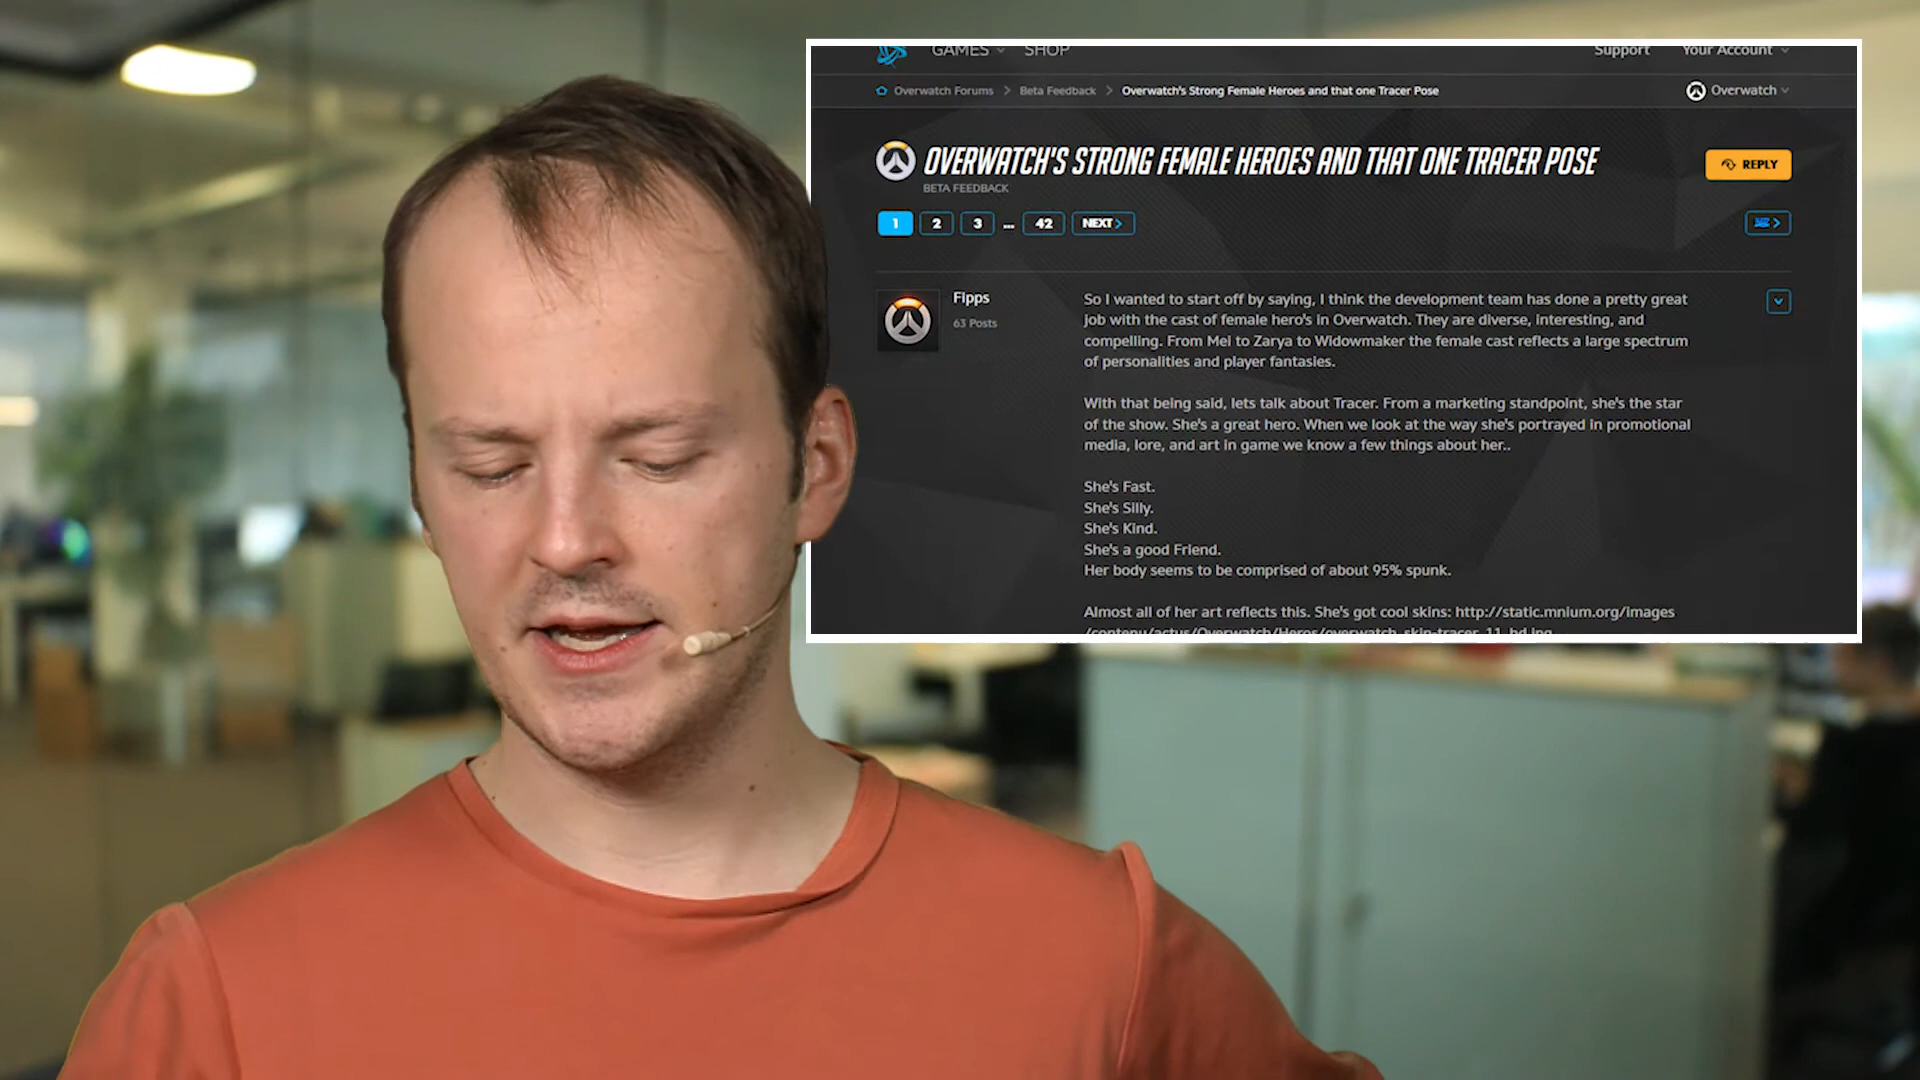 GAMES SHOP Support Your Account
Overwatch Forums > Beta Feedback > Overwatch's Strong Female Heroes and that one Tracer Pose Overwatch
OVERWATCH'S STRONG FEMALE HEROES AND THAT ONE TRACER POSE
REPLY
BETA FEEDBACK
1 2 3 ... 42 NEXT >
Fipps
63 Posts
So I wanted to start off by saying, I think the development team has done a pretty great
job with the cast of female hero's in Overwatch. They are diverse, interesting, and
compelling. From Mei to Zarya to Widowmaker the female cast reflects a large spectrum
of personalities and player fantasies.
With that being said, lets talk about Tracer. From a marketing standpoint, she's the star
of the show. She's a great hero. When we look at the way she's portrayed in promotional
media, lore, and art in game we know a few things about her..
She's Fast.
She's Silly.
She's Kind.
She's a good Friend.
Her body seems to be comprised of about 95% spunk.
Almost all of her art reflects this. She's got cool skins: http://static.mnium.org/images
/contenu/actus/Overwatch/Heros/overwatch_skin-tracer_11_hd.jpg